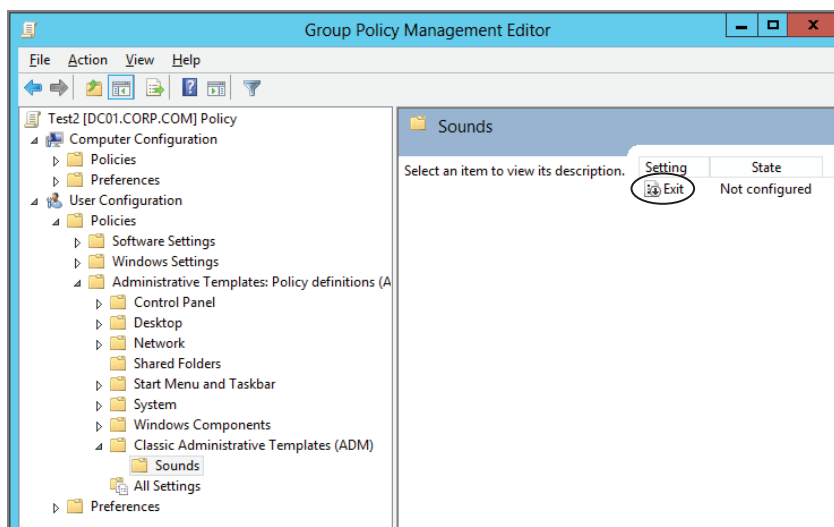 Group Policy Management Editor
File Action View Help
Test2 [DC01.CORP.COM] Policy
Computer Configuration
Policies
Preferences
User Configuration
Policies
Software Settings
Windows Settings
Administrative Templates: Policy definitions (A
Control Panel
Desktop
Network
Shared Folders
Start Menu and Taskbar
System
Windows Components
Classic Administrative Templates (ADM)
Sounds
All Settings
Preferences
Sounds
Select an item to view its description.
Setting State
Exit Not configured